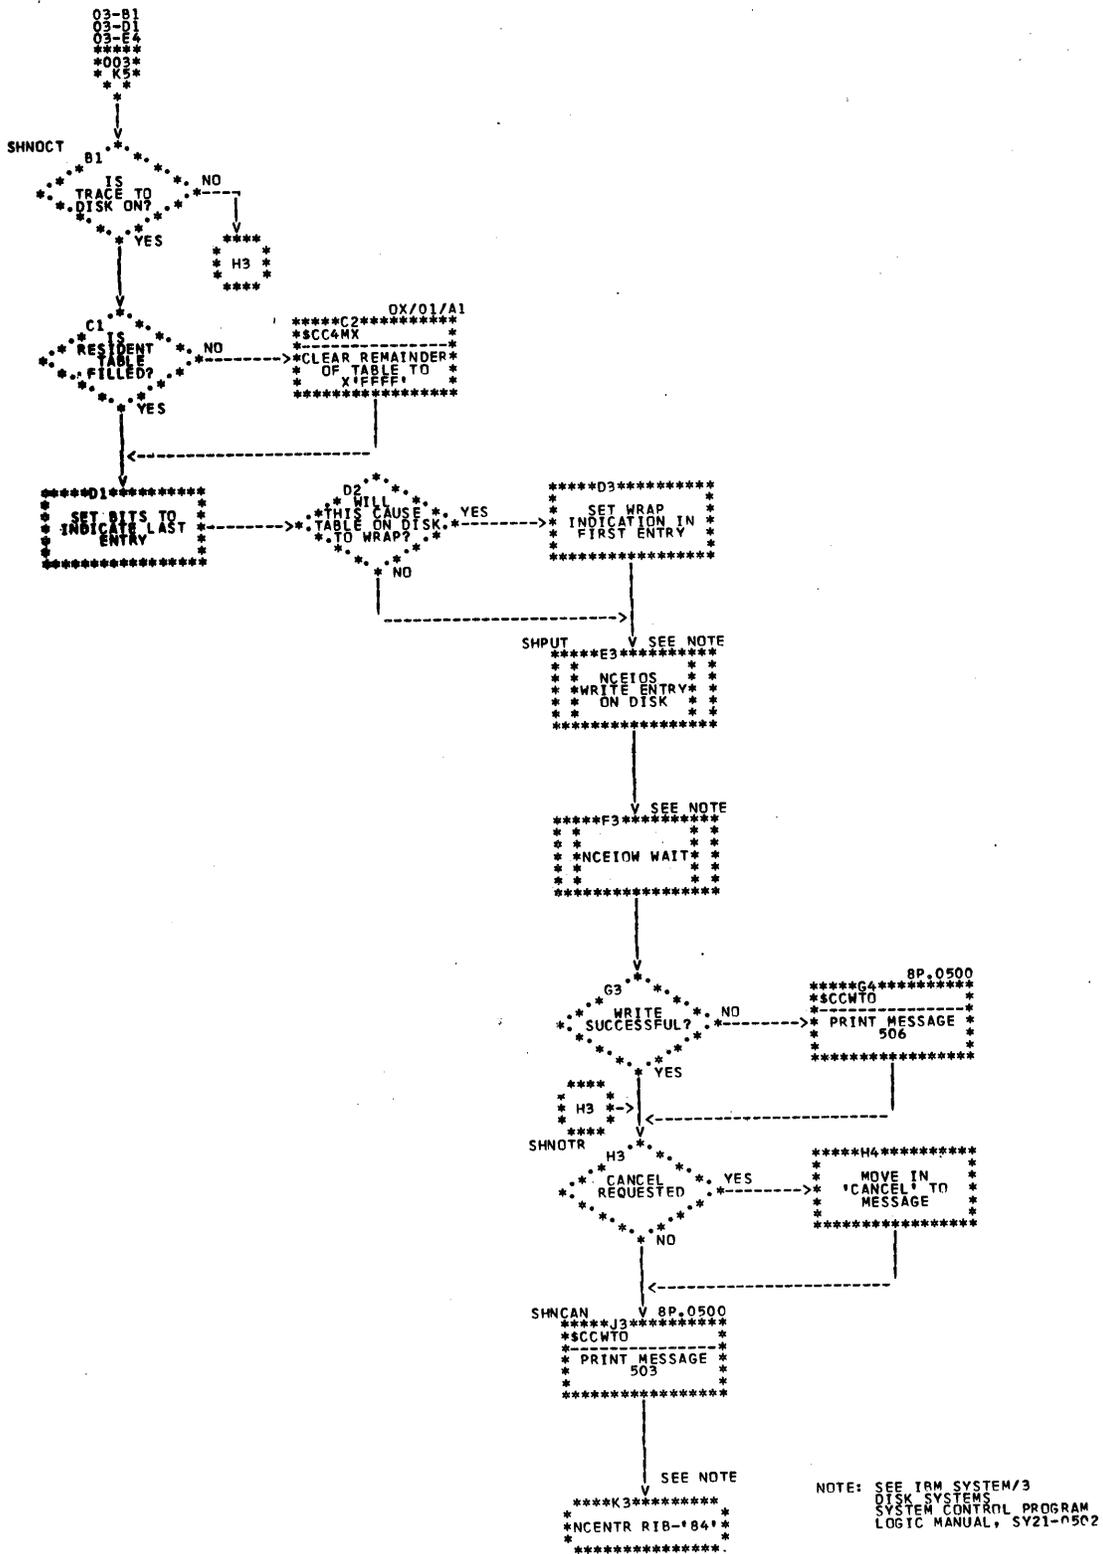 03-B1
03-D1
03-E4
*003*
* K5*
SHNOCT
B1
IS
TRACE TO
DISK ON?
NO
YES
H3
C1
IS
RESIDENT
TABLE
FILLED?
NO
YES
0X/01/A1
*****C2**********
*$CC4MX
CLEAR REMAINDER
OF TABLE TO
X'FFFF'
*****D1**********
SET BITS TO
INDICATE LAST
ENTRY
D2
WILL
THIS CAUSE
TABLE ON DISK
TO WRAP?
YES
NO
*****D3**********
SET WRAP
INDICATION IN
FIRST ENTRY
SHPUT
SEE NOTE
*****E3**********
NCEIOS
WRITE ENTRY
ON DISK
SEE NOTE
*****F3**********
NCEIOW WAIT
G3
WRITE
SUCCESSFUL?
NO
YES
8P.0500
*****G4**********
*$CCWTO
PRINT MESSAGE
506
H3
SHNOTR
H3
CANCEL
REQUESTED
YES
NO
*****H4**********
MOVE IN
'CANCEL' TO
MESSAGE
SHNCAN
8P.0500
*****J3**********
*$CCWTO
PRINT MESSAGE
503
SEE NOTE
****K3*********
NCENTR RIB-'84'
NOTE: SEE IBM SYSTEM/3
DISK SYSTEMS
SYSTEM CONTROL PROGRAM
LOGIC MANUAL, SY21-0502